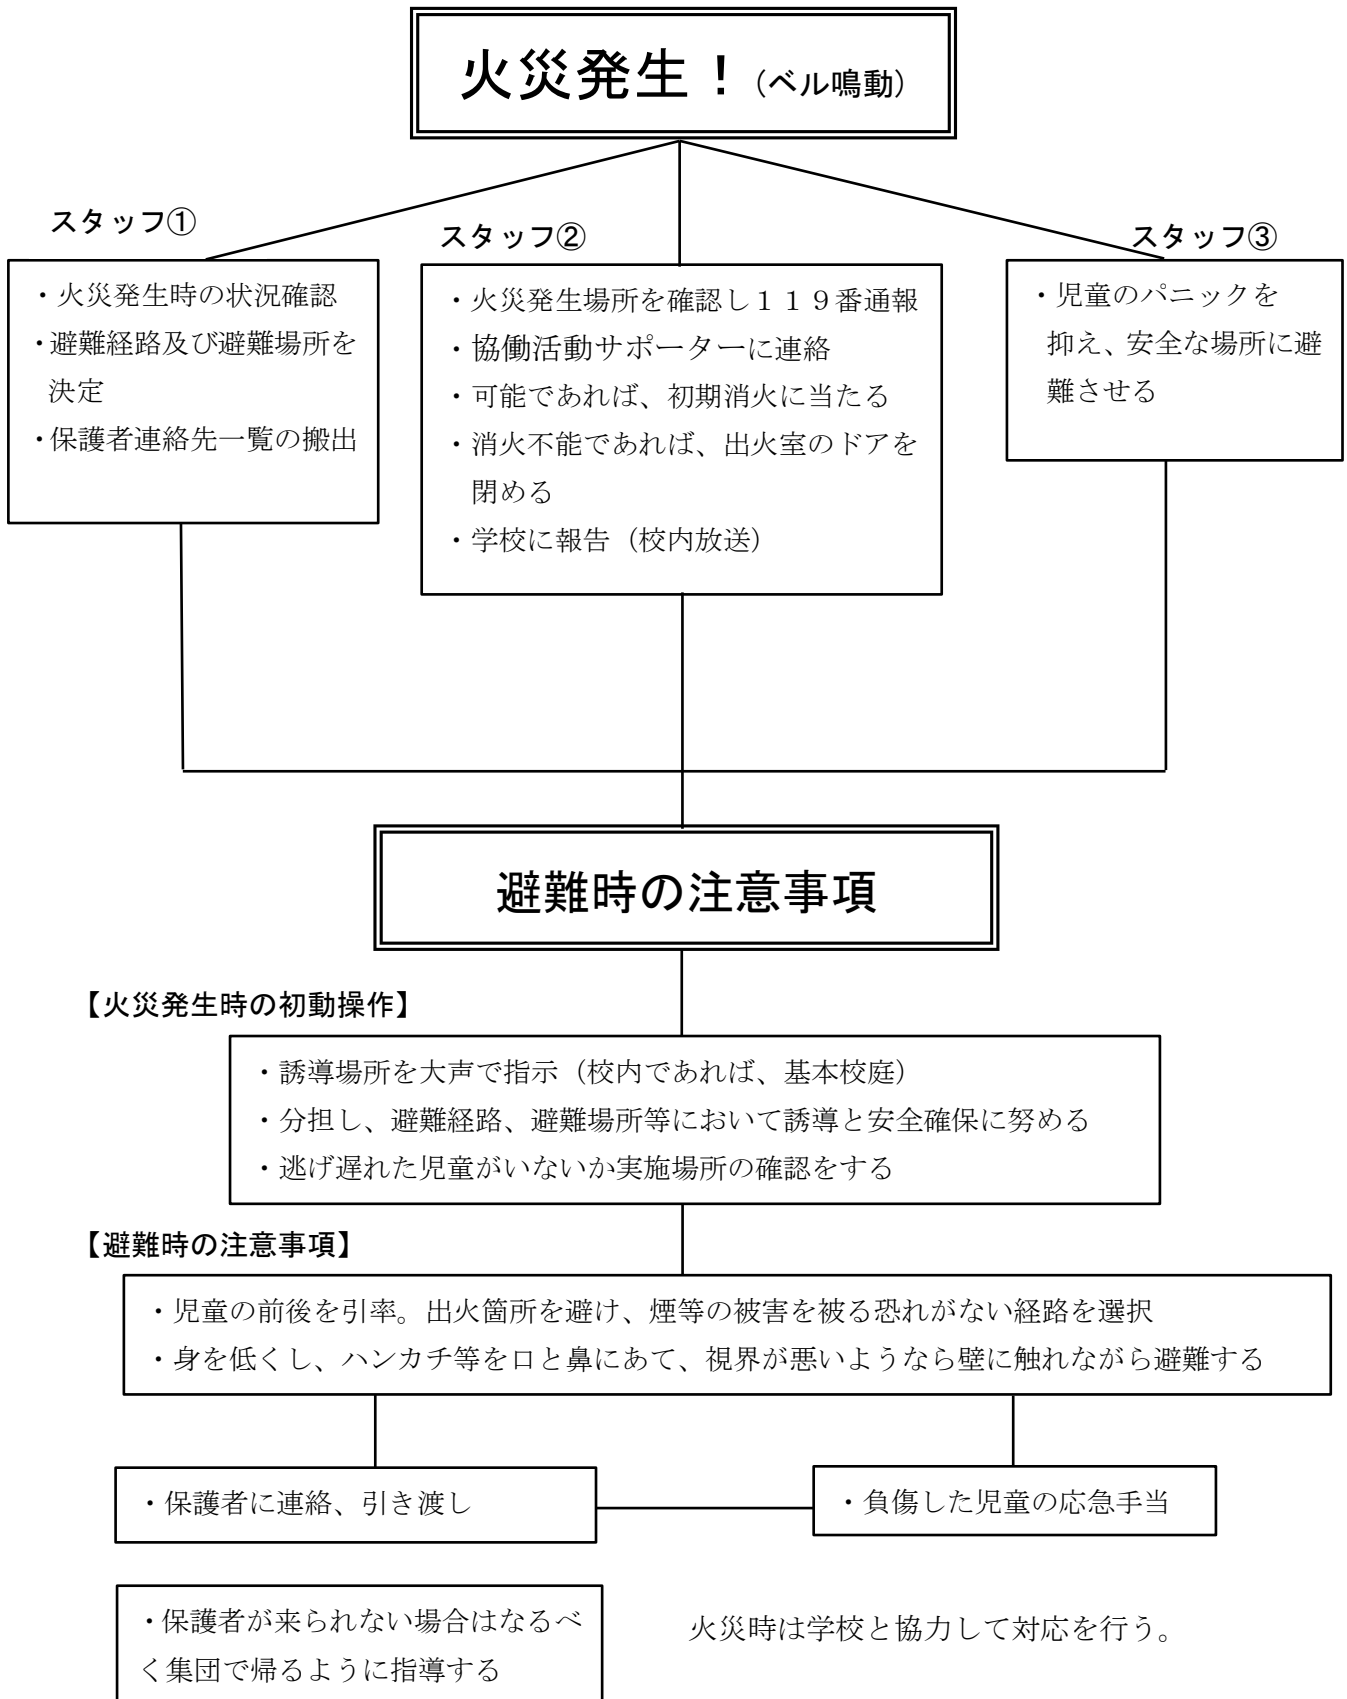 火災発生！（ベル鳴動）
スタッフ①
・火災発生時の状況確認
・避難経路及び避難場所を
決定
・保護者連絡先一覧の搬出
スタッフ②
・火災発生場所を確認し１１９番通報
・協働活動サポーターに連絡
・可能であれば、初期消火に当たる
・消火不能であれば、出火室のドアを
閉める
・学校に報告（校内放送）
スタッフ③
・児童のパニックを
抑え、安全な場所に避
難させる
避難時の注意事項
【火災発生時の初動操作】
・誘導場所を大声で指示（校内であれば、基本校庭）
・分担し、避難経路、避難場所等において誘導と安全確保に努める
・逃げ遅れた児童がいないか実施場所の確認をする
【避難時の注意事項】
・児童の前後を引率。出火箇所を避け、煙等の被害を被る恐れがない経路を選択
・身を低くし、ハンカチ等を口と鼻にあて、視界が悪いようなら壁に触れながら避難する
・保護者に連絡、引き渡し
・負傷した児童の応急手当
・保護者が来られない場合はなるべ
く集団で帰るように指導する
火災時は学校と協力して対応を行う。